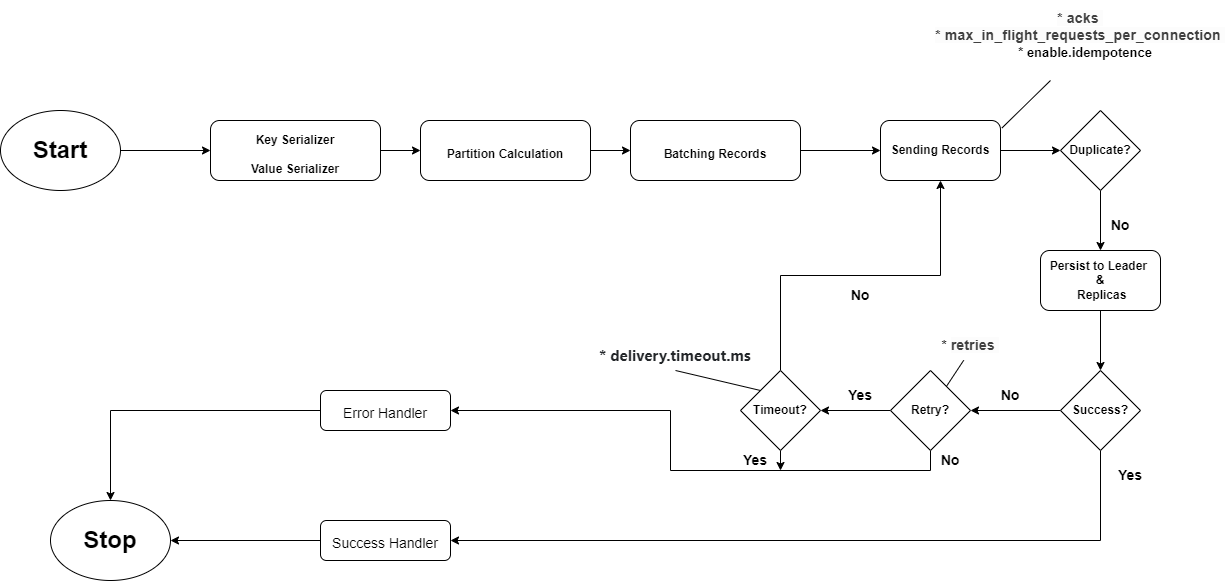 * acks
* max_in_flight_requests_per_connection
* enable.idempotence
Start
Key Serializer
Value Serializer
Partition Calculation
Batching Records
Sending Records
Duplicate?
No
Persist to Leader
&
Replicas
No
* retries
* delivery.timeout.ms
Timeout?
Yes
Retry?
No
Success?
Error Handler
Yes
No
Yes
Stop
Success Handler